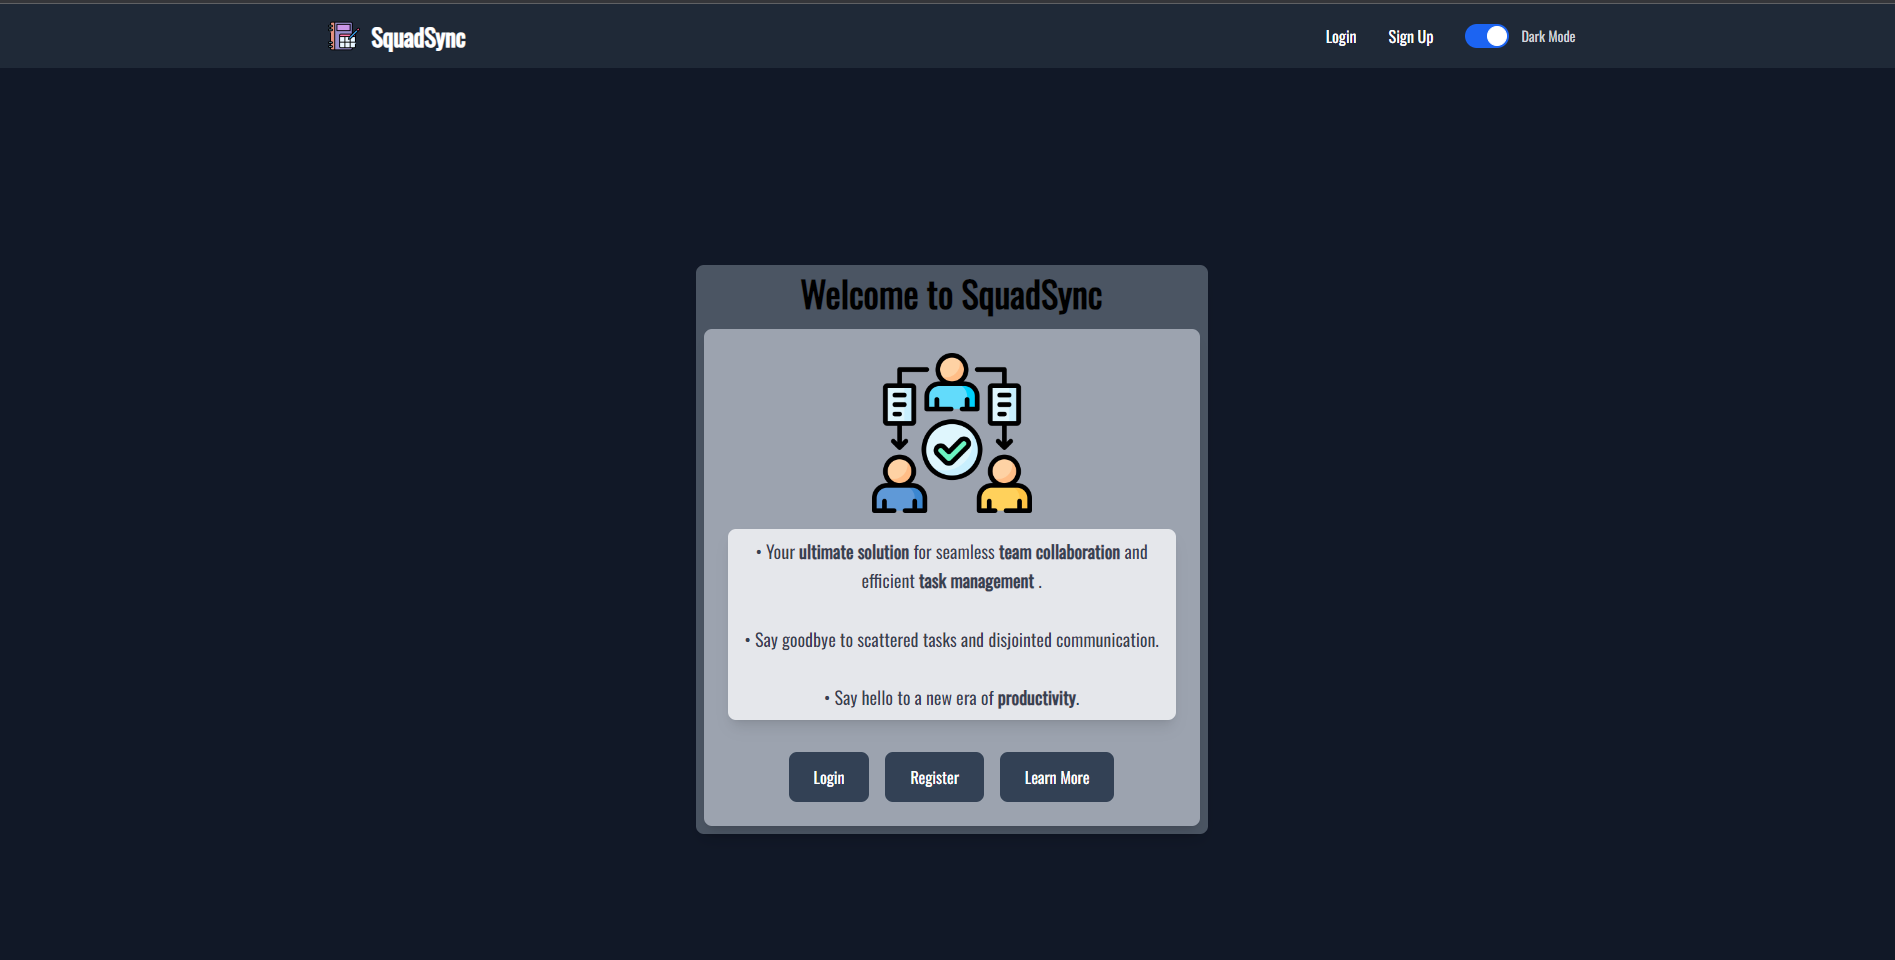 SquadSync
Login
Sign Up
Dark Mode
Welcome to SquadSync
• Your ultimate solution for seamless team collaboration and
efficient task management .
• Say goodbye to scattered tasks and disjointed communication.
• Say hello to a new era of productivity.
Login
Register
Learn More